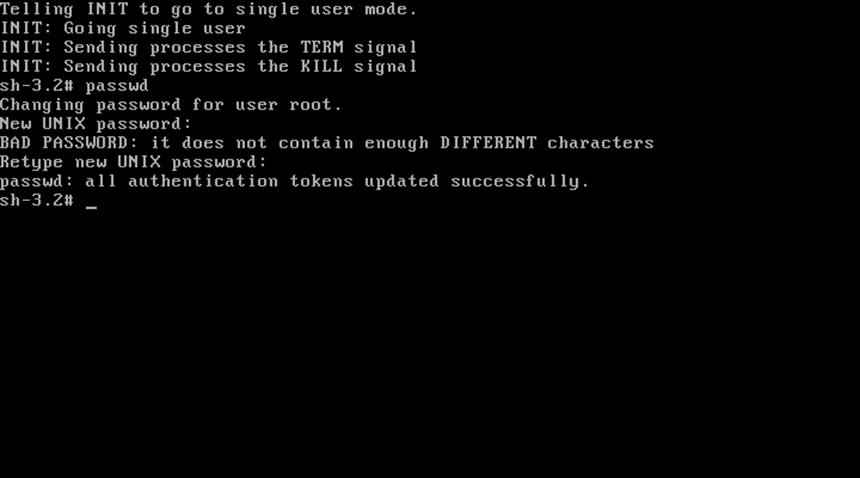 Telling INIT to go to single user mode.
INIT: Going single user
INIT: Sending processes the TERM signal
INIT: Sending processes the KILL signal
sh-3.2# passwd
Changing password for user root.
New UNIX password:
BAD PASSWORD: it does not contain enough DIFFERENT characters
Retype new UNIX password:
passwd: all authentication tokens updated successfully.
sh-3.2# _